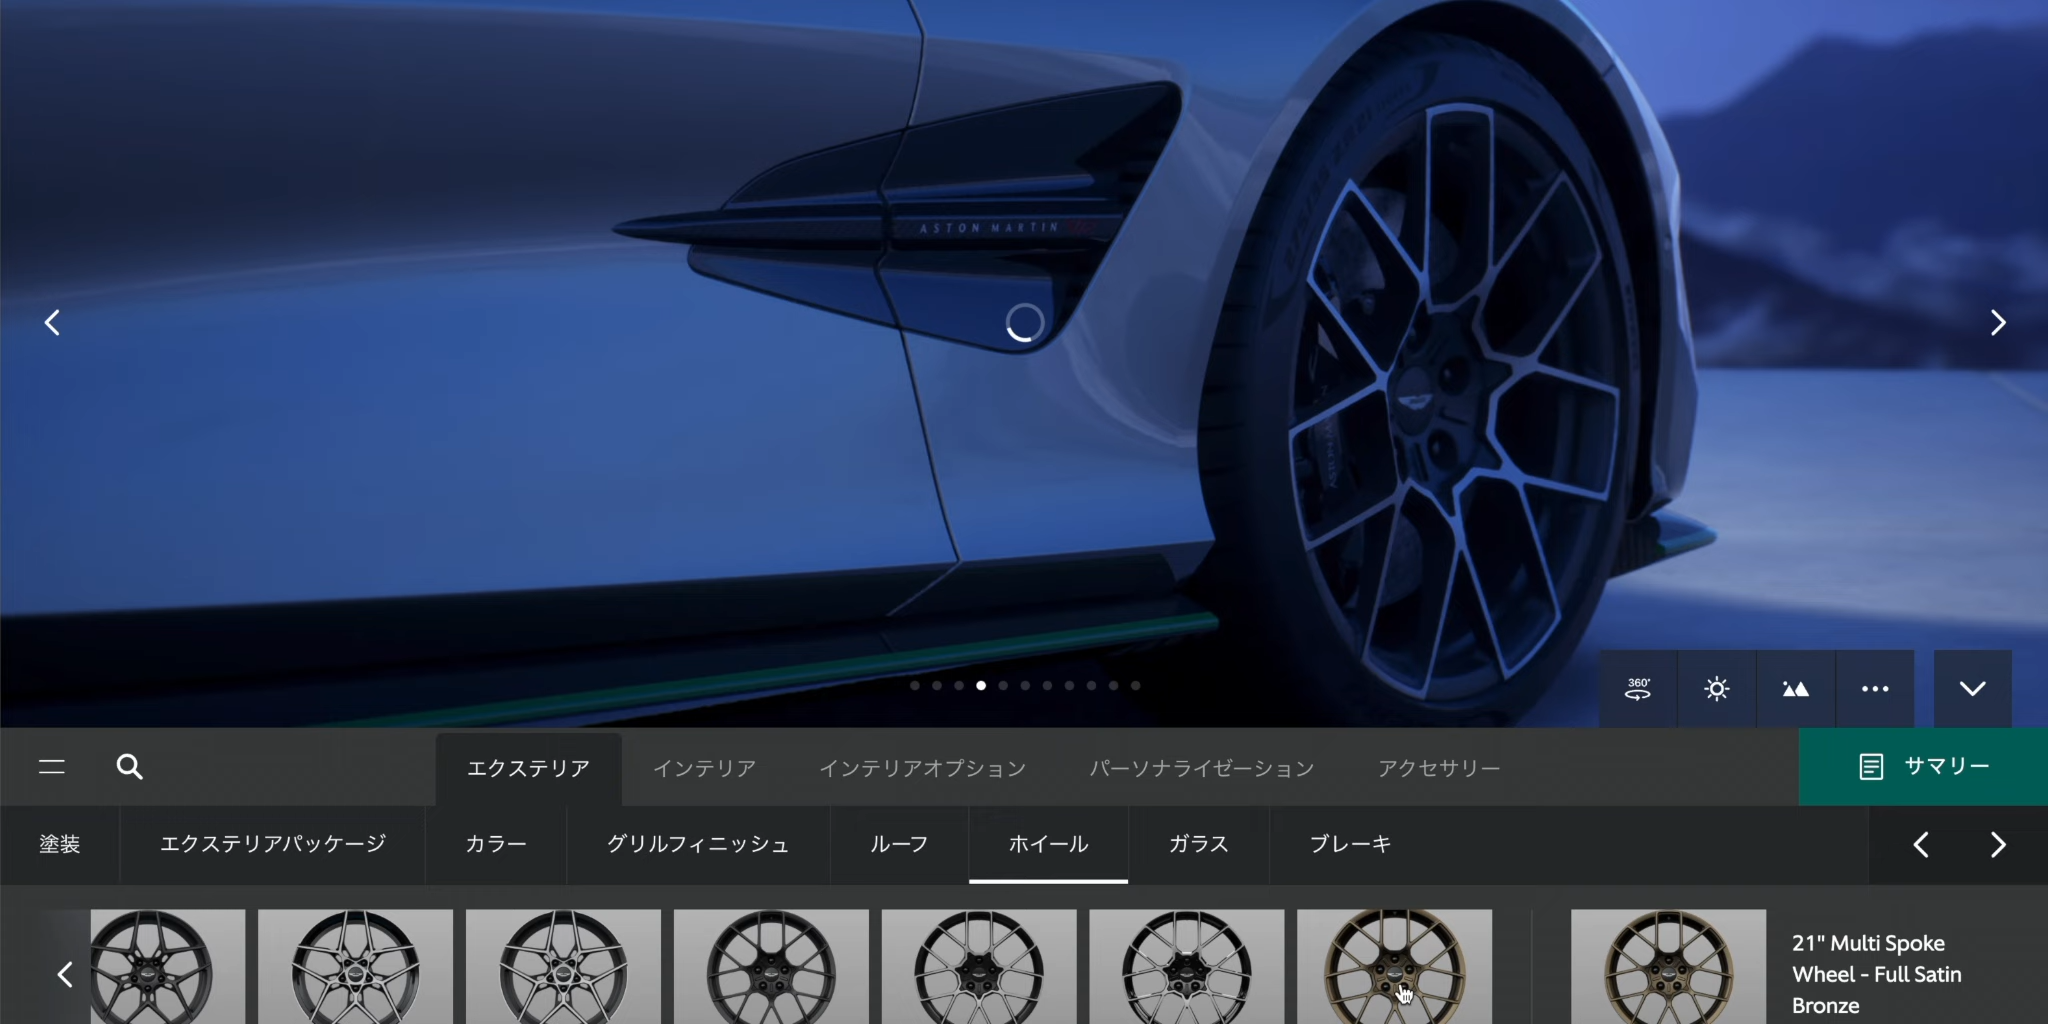 ASTON MARTIN
360°
エクステリア
インテリア
インテリアオプション
パーソナライゼーション
アクセサリー
サマリー
塗装
エクステリアパッケージ
カラー
グリルフィニッシュ
ルーフ
ホイール
ガラス
ブレーキ
21" Multi Spoke
Wheel - Full Satin
Bronze